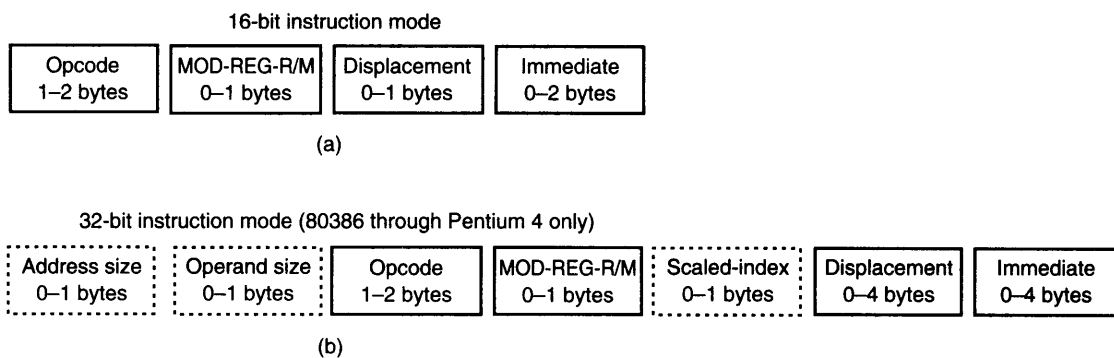 16-bit instruction mode
Opcode MOD-REG-R/M Displacement Immediate
1–2 bytes 0–1 bytes 0–1 bytes 0–2 bytes
(a)
32-bit instruction mode (80386 through Pentium 4 only)
Address size Operand size Opcode MOD-REG-R/M Scaled-index Displacement Immediate
0–1 bytes 0–1 bytes 1–2 bytes 0–1 bytes 0–1 bytes 0–4 bytes 0–4 bytes
(b)